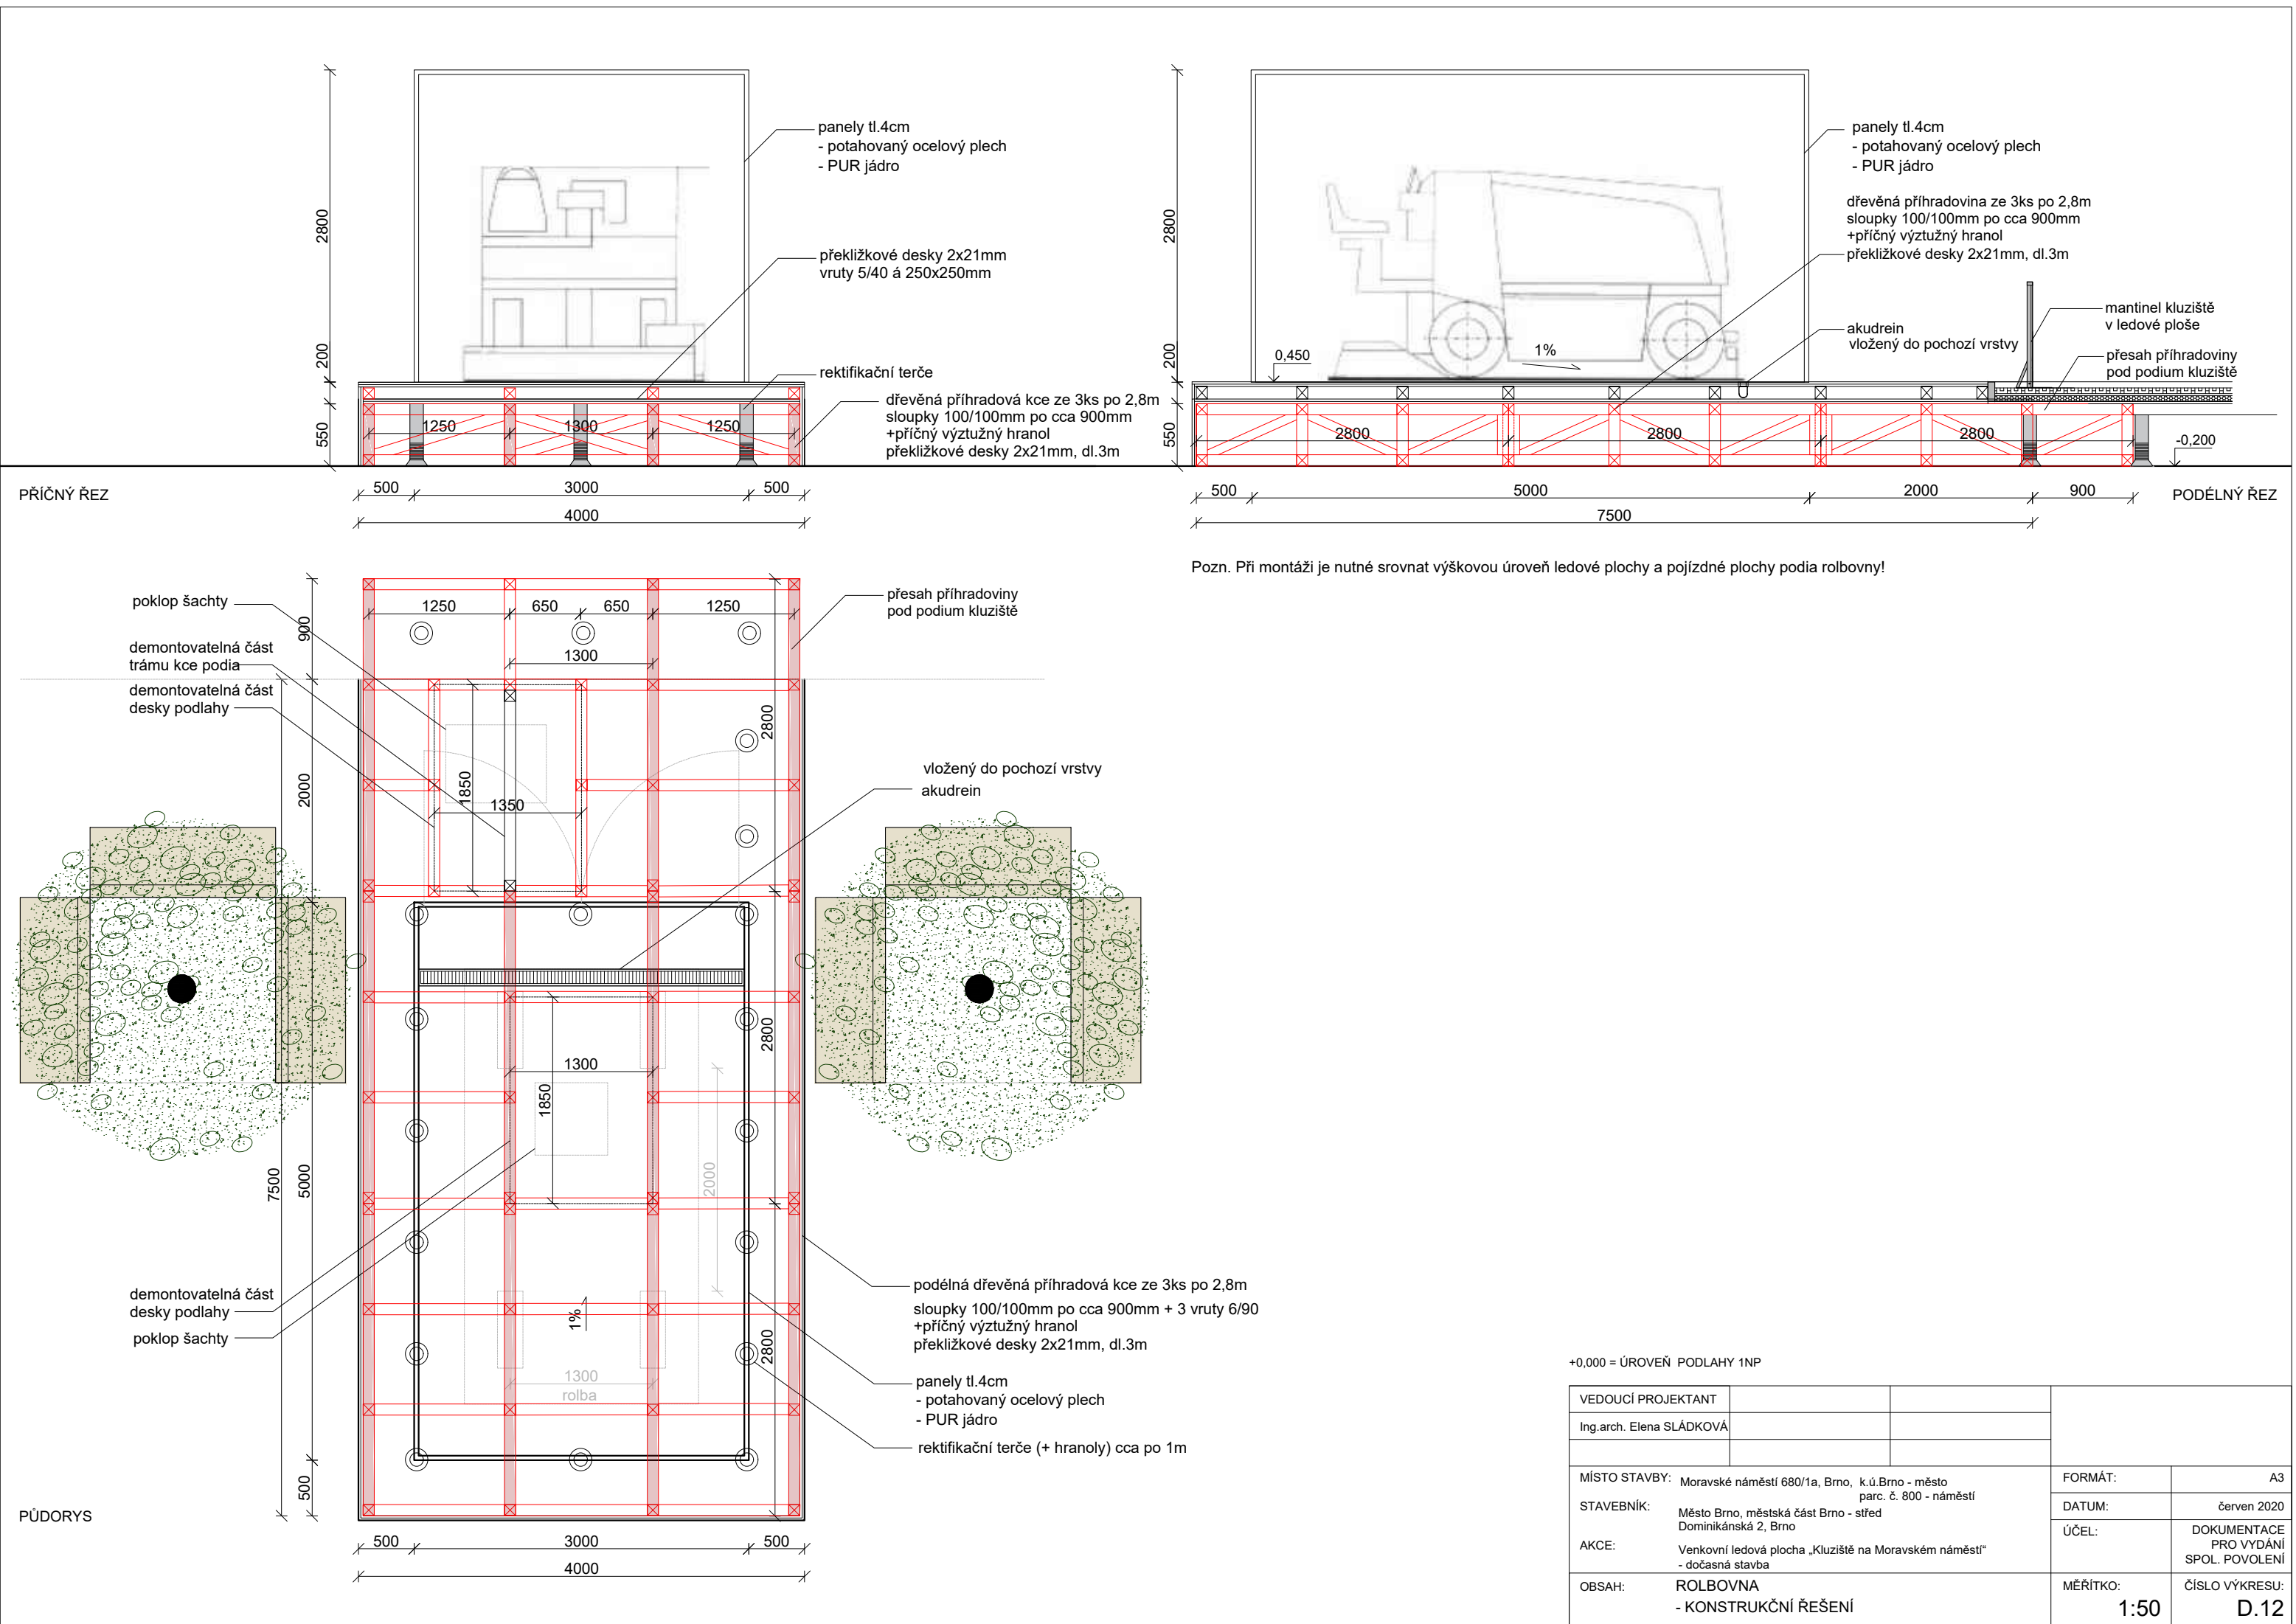 panely tl.4cm
- potahovaný ocelový plech
- PUR jádro
překližkové desky 2x21mm
vruty 5/40 á 250x250mm
rektifikační terče
dřevěná příhradová kce ze 3ks po 2,8m
sloupky 100/100mm po cca 900mm
+příčný výztužný hranol
překližkové desky 2x21mm, dl.3m
2800
200
550
1250
1300
1250
500
3000
500
4000
PŘÍČNÝ ŘEZ
panely tl.4cm
- potahovaný ocelový plech
- PUR jádro
dřevěná příhradovina ze 3ks po 2,8m
sloupky 100/100mm po cca 900mm
+příčný výztužný hranol
překližkové desky 2x21mm, dl.3m
mantinel kluziště
v ledové ploše
akudrein
vložený do pochozí vrstvy
přesah příhradoviny
pod podium kluziště
2800
200
550
0,450
1%
2800
2800
2800
-0,200
500
5000
2000
900
7500
PODÉLNÝ ŘEZ
Pozn. Při montáži je nutné srovnat výškovou úroveň ledové plochy a pojízdné plochy podia rolbovny!
poklop šachty
demontovatelná část
trámu kce podia
demontovatelná část
desky podlahy
přesah příhradoviny
pod podium kluziště
900
1250
650
650
1250
1300
2800
2000
1850
1350
vložený do pochozí vrstvy
akudrein
2800
1300
1850
2000
7500
5000
demontovatelná část
desky podlahy
poklop šachty
1%
2800
1300
rolba
podélná dřevěná příhradová kce ze 3ks po 2,8m
sloupky 100/100mm po cca 900mm + 3 vruty 6/90
+příčný výztužný hranol
překližkové desky 2x21mm, dl.3m
panely tl.4cm
- potahovaný ocelový plech
- PUR jádro
rektifikační terče (+ hranoly) cca po 1m
500
PŮDORYS
500
3000
500
4000
+0,000 = ÚROVEŇ PODLAHY 1NP
VEDOUCÍ PROJEKTANT
Ing.arch. Elena SLÁDKOVÁ
MÍSTO STAVBY: Moravské náměstí 680/1a, Brno, k.ú.Brno - město
parc. č. 800 - náměstí
STAVEBNÍK: Město Brno, městská část Brno - střed
Dominikánská 2, Brno
AKCE: Venkovní ledová plocha „Kluziště na Moravském náměstí“
- dočasná stavba
OBSAH: ROLBOVNA
- KONSTRUKČNÍ ŘEŠENÍ
FORMÁT: A3
DATUM: červen 2020
ÚČEL: DOKUMENTACE
PRO VYDÁNÍ
SPOL. POVOLENÍ
MĚŘÍTKO: 1:50
ČÍSLO VÝKRESU: D.12